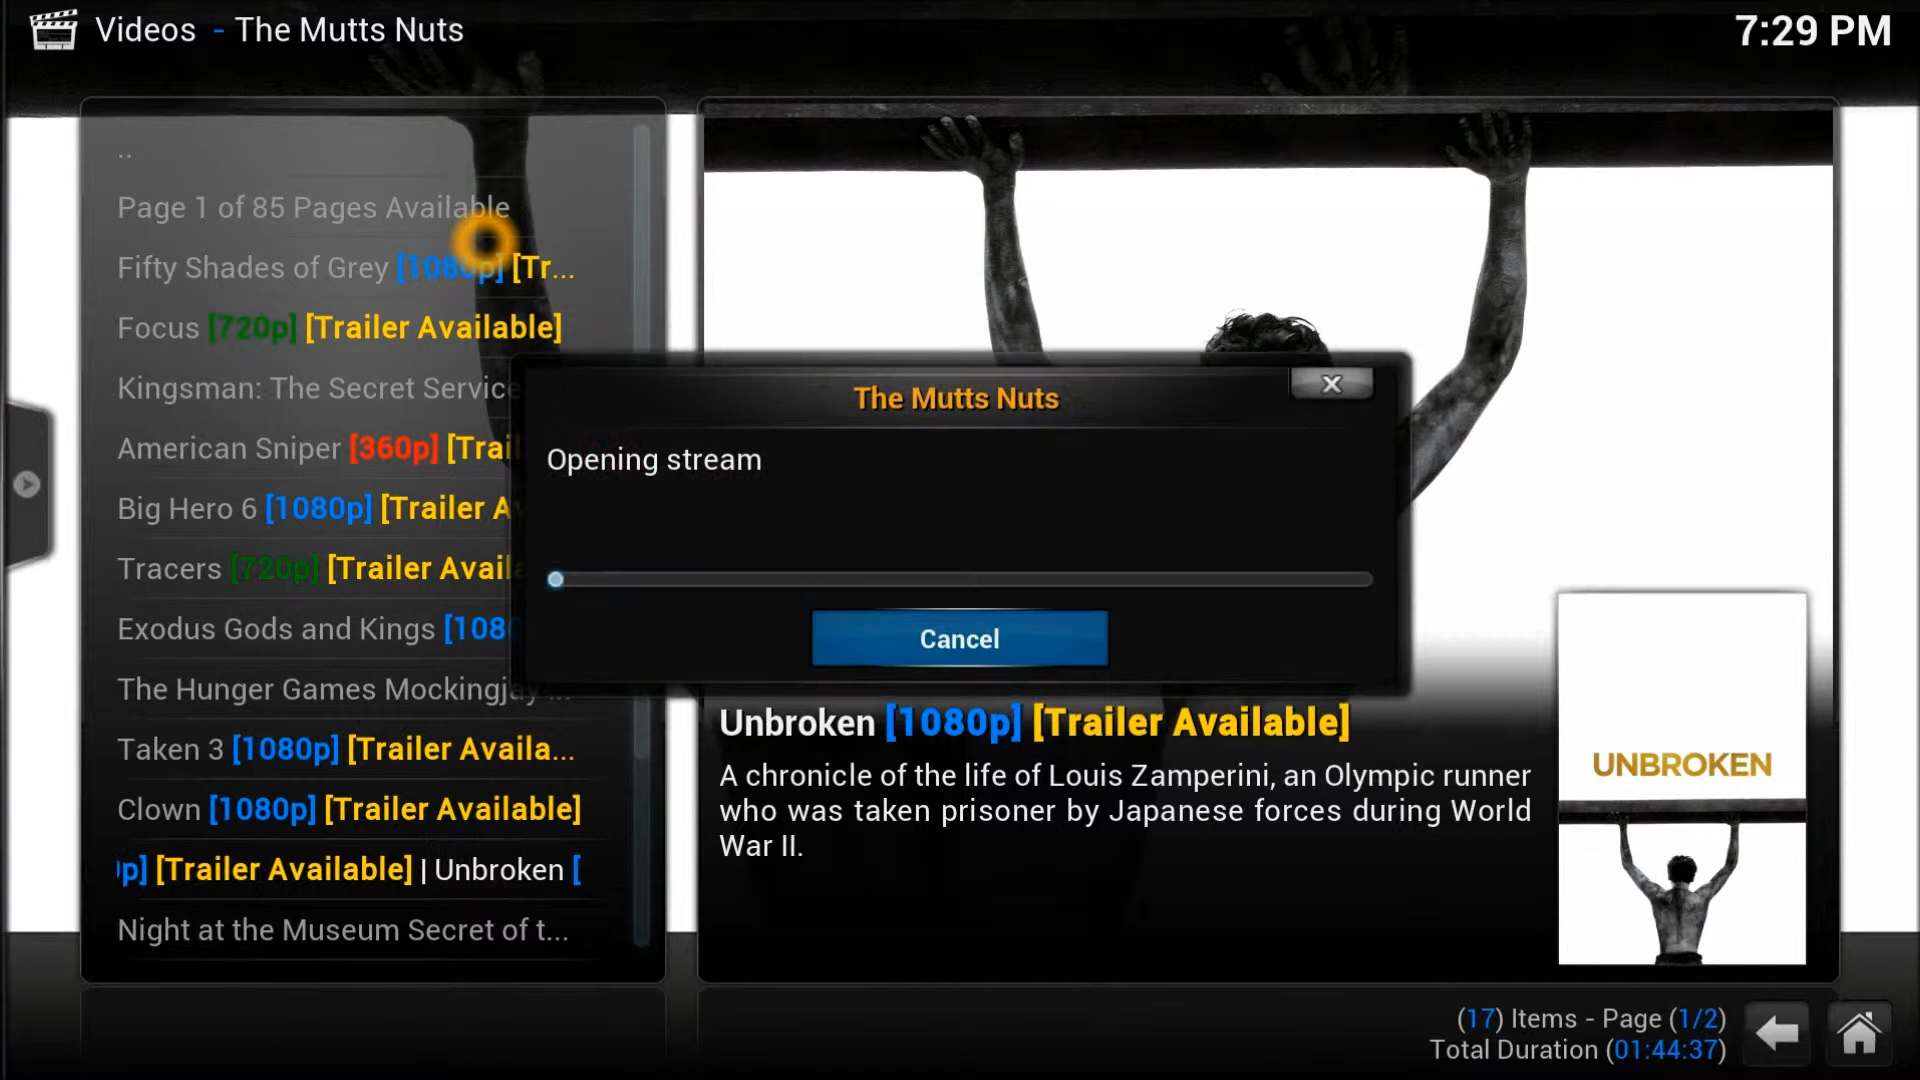 Videos - The Mutts Nuts
7:29 PM
..
Page 1 of 85 Pages Available
Fifty Shades of Grey [1080p] [Tr...
Focus [720p] [Trailer Available]
Kingsman: The Secret Service
American Sniper [360p] [Trail
Big Hero 6 [1080p] [Trailer A
Tracers [720p] [Trailer Avail
Exodus Gods and Kings [108
The Hunger Games Mockingjay ...
Taken 3 [1080p] [Trailer Availa...
Clown [1080p] [Trailer Available]
p] [Trailer Available] | Unbroken [
Night at the Museum Secret of t...
The Mutts Nuts
Opening stream
Cancel
Unbroken [1080p] [Trailer Available]
A chronicle of the life of Louis Zamperini, an Olympic runner
who was taken prisoner by Japanese forces during World
War II.
UNBROKEN
(17) Items - Page (1/2)
Total Duration (01:44:37)